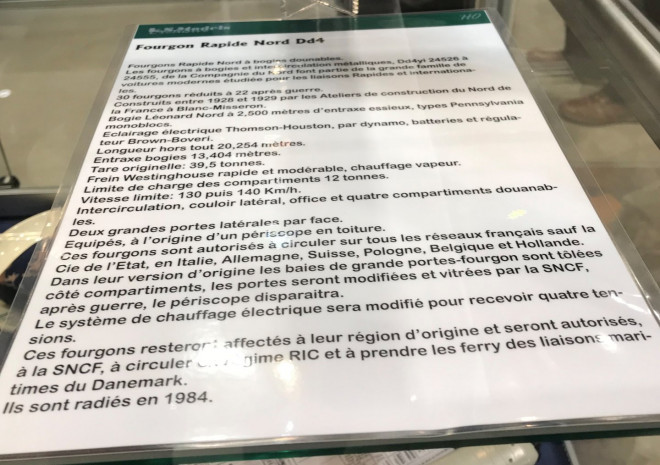 HO
Fourgon Rapide Nord Dd4
Fourgons Rapide Nord à bogies dounables.
Les fourgons à bogies et intercirculation métalliques, Dd4yi 24526 à
24555, de la Compagnie du Nord font partie de la grande famille de
voitures modernes étudiée pour les liaisons Rapides et internationa-
les.
30 fourgons réduits à 22 après guerre.
Construits entre 1928 et 1929 par les Ateliers de construction du Nord de
la France à Blanc-Misseron.
Bogie Léonard Nord à 2,500 mètres d'entraxe essieux, types Pennsylvania
monoblocs.
Eclairage électrique Thomson-Houston, par dynamo, batteries et régula-
teur Brown-Boveri.
Longueur hors tout 20,254 mètres.
Entraxe bogies 13,404 mètres.
Tare originelle: 39,5 tonnes.
Frein Westinghouse rapide et modérable, chauffage vapeur.
Limite de charge des compartiments 12 tonnes.
Vitesse limite: 130 puis 140 Km/h.
Intercirculation, couloir latéral, office et quatre compartiments douanab-
les.
Deux grandes portes latérales par face.
Equipés, à l'origine d'un périscope en toiture.
Ces fourgons sont autorisés à circuler sur tous les réseaux français sauf la
Cie de l'Etat, en Italie, Allemagne, Suisse, Pologne, Belgique et Hollande.
Dans leur version d'origine les baies de grande portes-fourgon sont tôlées
côté compartiments, les portes seront modifiées et vitrées par la SNCF,
après guerre, le périscope disparaitra.
Le système de chauffage électrique sera modifié pour recevoir quatre ten-
sions.
Ces fourgons resteront affectés à leur région d'origine et seront autorisés,
à la SNCF, à circuler en régime RIC et à prendre les ferry des liaisons mari-
times du Danemark.
Ils sont radiés en 1984.